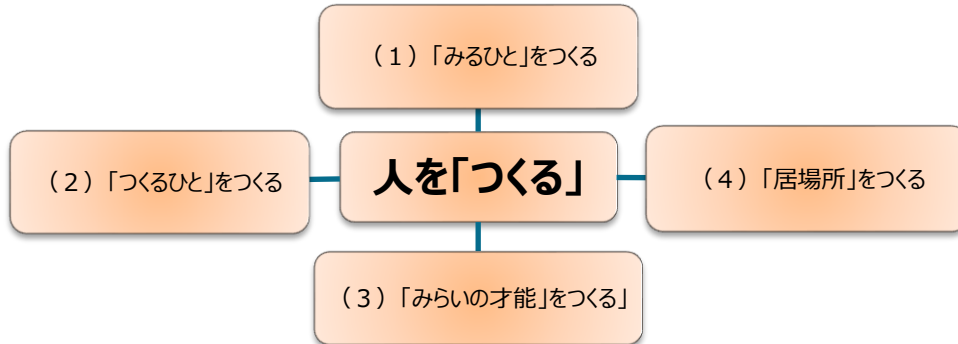 （１）「みるひと」をつくる
（２）「つくるひと」をつくる
人を「つくる」
（４）「居場所」をつくる
（３）「みらいの才能」をつくる」